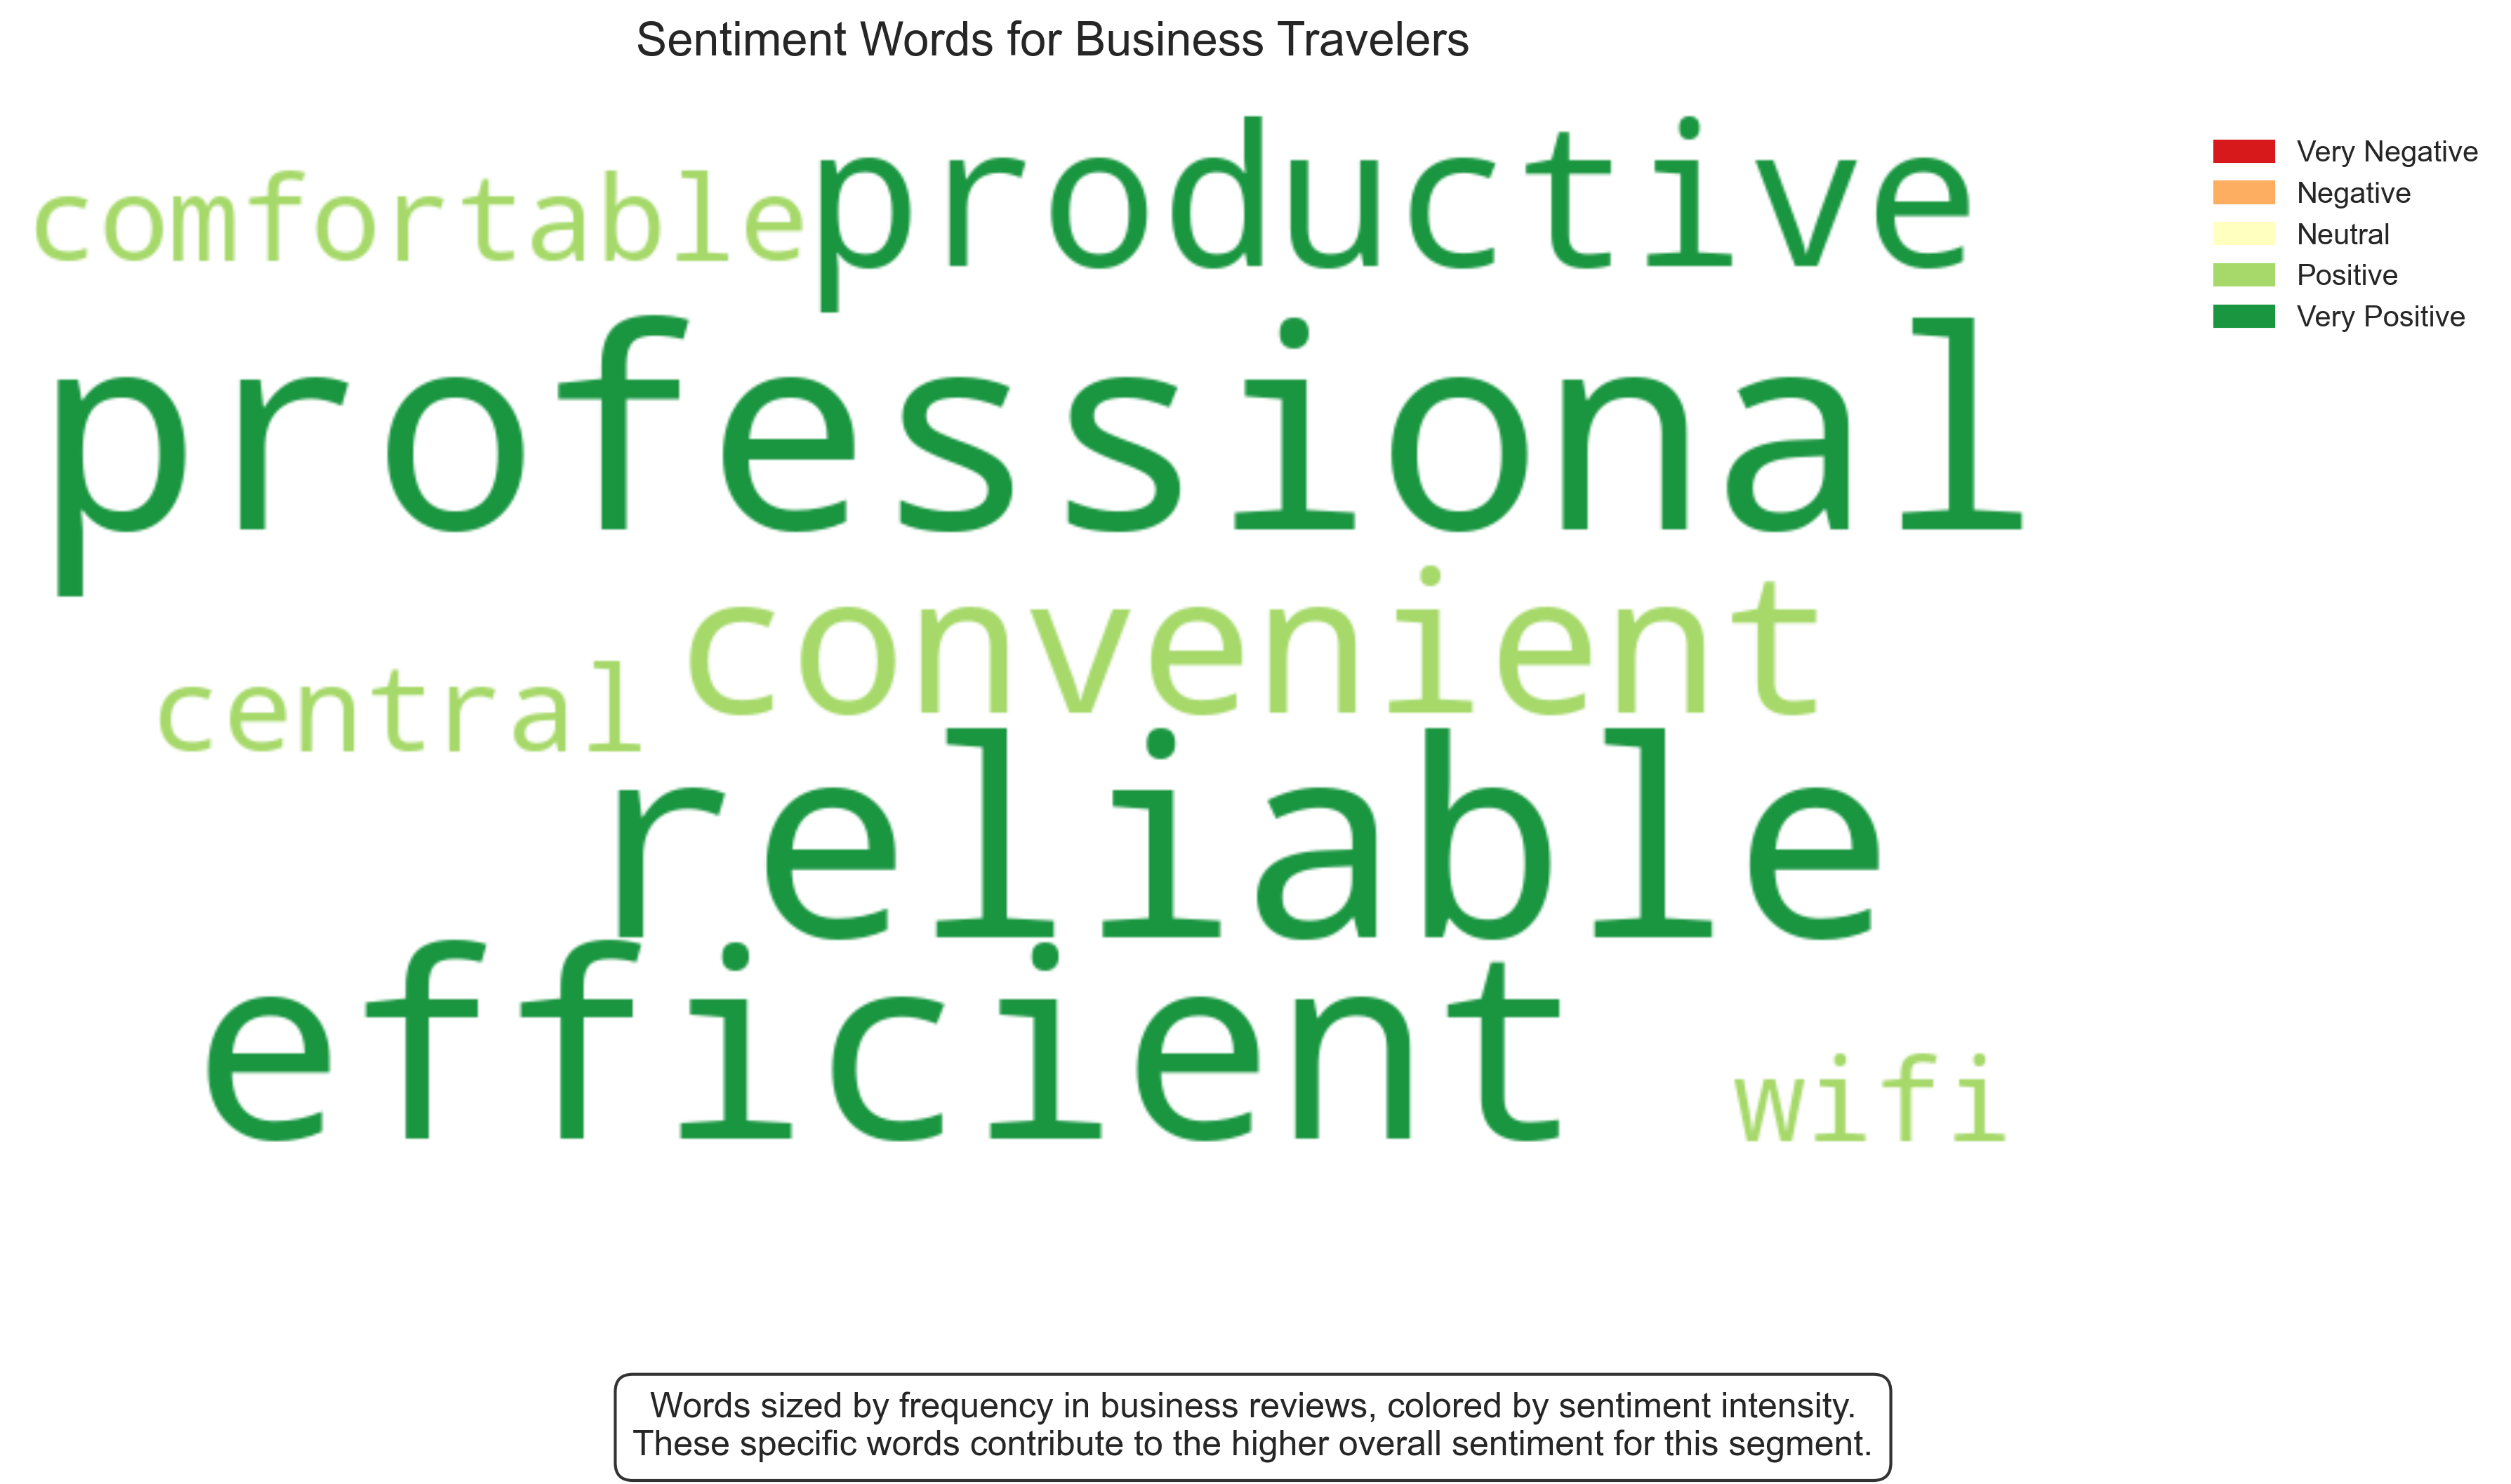 Sentiment Words for Business Travelers
comfortable
productive
professional
convenient
central
reliable
efficient
wifi
Very Negative
Negative
Neutral
Positive
Very Positive
Words sized by frequency in business reviews, colored by sentiment intensity.
These specific words contribute to the higher overall sentiment for this segment.